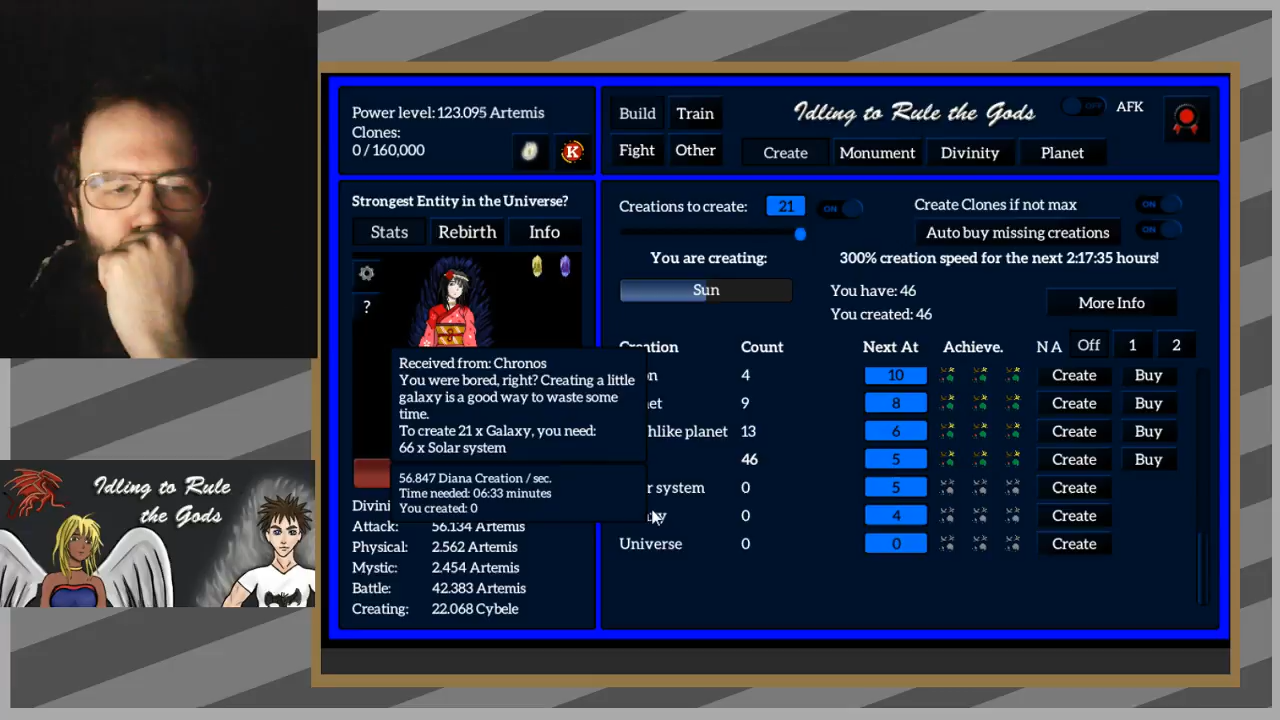 Power level: 123.095 Artemis
Clones:
0 / 160,000
K
Build
Train
Fight
Other
Idling to Rule the Gods
OFF
AFK
Create
Monument
Divinity
Planet
Strongest Entity in the Universe?
Stats
Rebirth
Info
?
Creations to create:
21
ON
Create Clones if not max
ON
Auto buy missing creations
ON
You are creating:
300% creation speed for the next 2:17:35 hours!
Sun
You have: 46
You created: 46
More Info
Count
Next At
Achieve.
N A
Off
1
2
4
10
Create
Buy
9
8
Create
Buy
hlike planet
13
6
Create
Buy
46
5
Create
Buy
r system
0
5
Create
0
4
Create
Universe
0
0
Create
Received from: Chronos
You were bored, right? Creating a little
galaxy is a good way to waste some
time.
To create 21 x Galaxy, you need:
66 x Solar system
56.847 Diana Creation / sec.
Time needed: 06:33 minutes
You created: 0
Divini
Attack: 56.134 Artemis
Physical: 2.562 Artemis
Mystic: 2.454 Artemis
Battle: 42.383 Artemis
Creating: 22.068 Cybele
Idling to Rule
the Gods